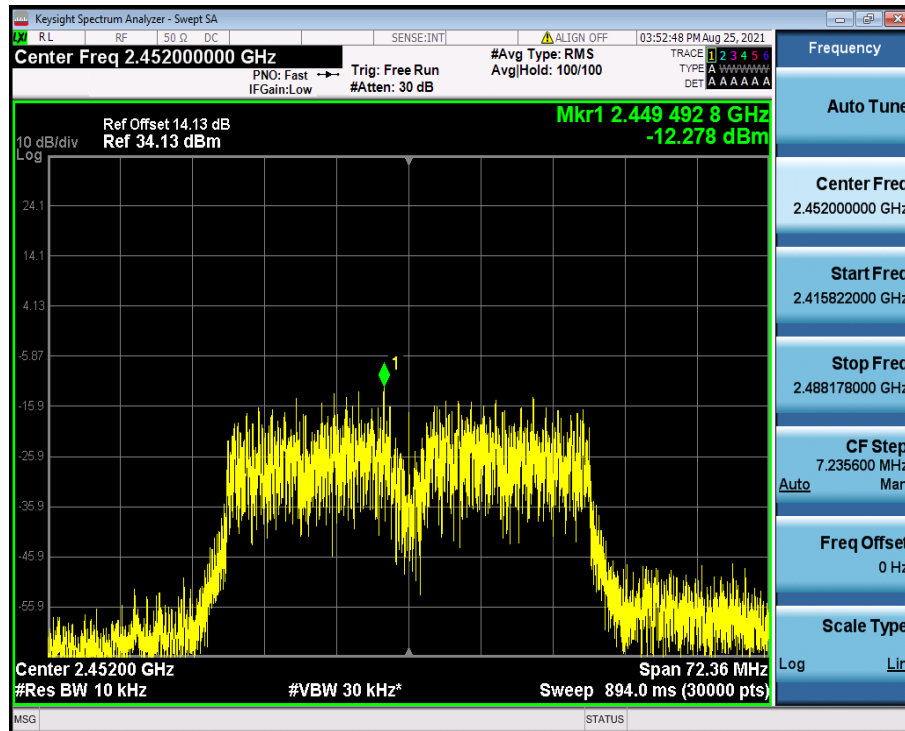 Keysight Spectrum Analyzer - Swept SA
LXI RL RF 50 Ω DC SENSE:INT ALIGN OFF 03:52:48 PM Aug 25, 2021
Center Freq 2.452000000 GHz
PNO: Fast
IFGain:Low
Trig: Free Run
#Atten: 30 dB
#Avg Type: RMS
Avg|Hold: 100/100
TRACE 1 2 3 4 5 6
TYPE A WWWWW
DET A A A A A A
Frequency
Mkr1 2.449 492 8 GHz
-12.278 dBm
Ref Offset 14.13 dB
10 dB/div Ref 34.13 dBm
Log
24.1
14.1
4.13
-5.87
-15.9
-25.9
-35.9
-45.9
-55.9
1
Center 2.45200 GHz Span 72.36 MHz
#Res BW 10 kHz #VBW 30 kHz* Sweep 894.0 ms (30000 pts)
Auto Tune
Center Freq
2.452000000 GHz
Start Freq
2.415822000 GHz
Stop Freq
2.488178000 GHz
CF Step
7.235600 MHz
Auto Man
Freq Offset
0 Hz
Scale Type
Log Lin
MSG STATUS